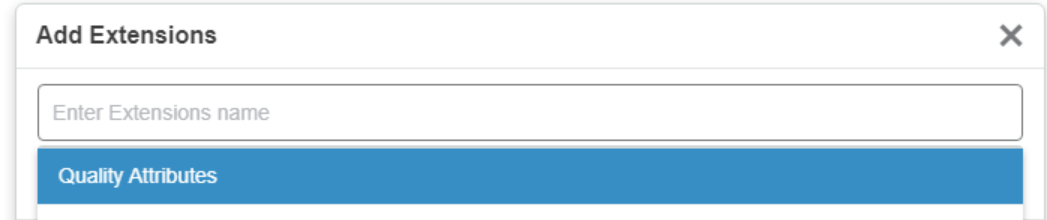 Add Extensions
Enter Extensions name
Quality Attributes